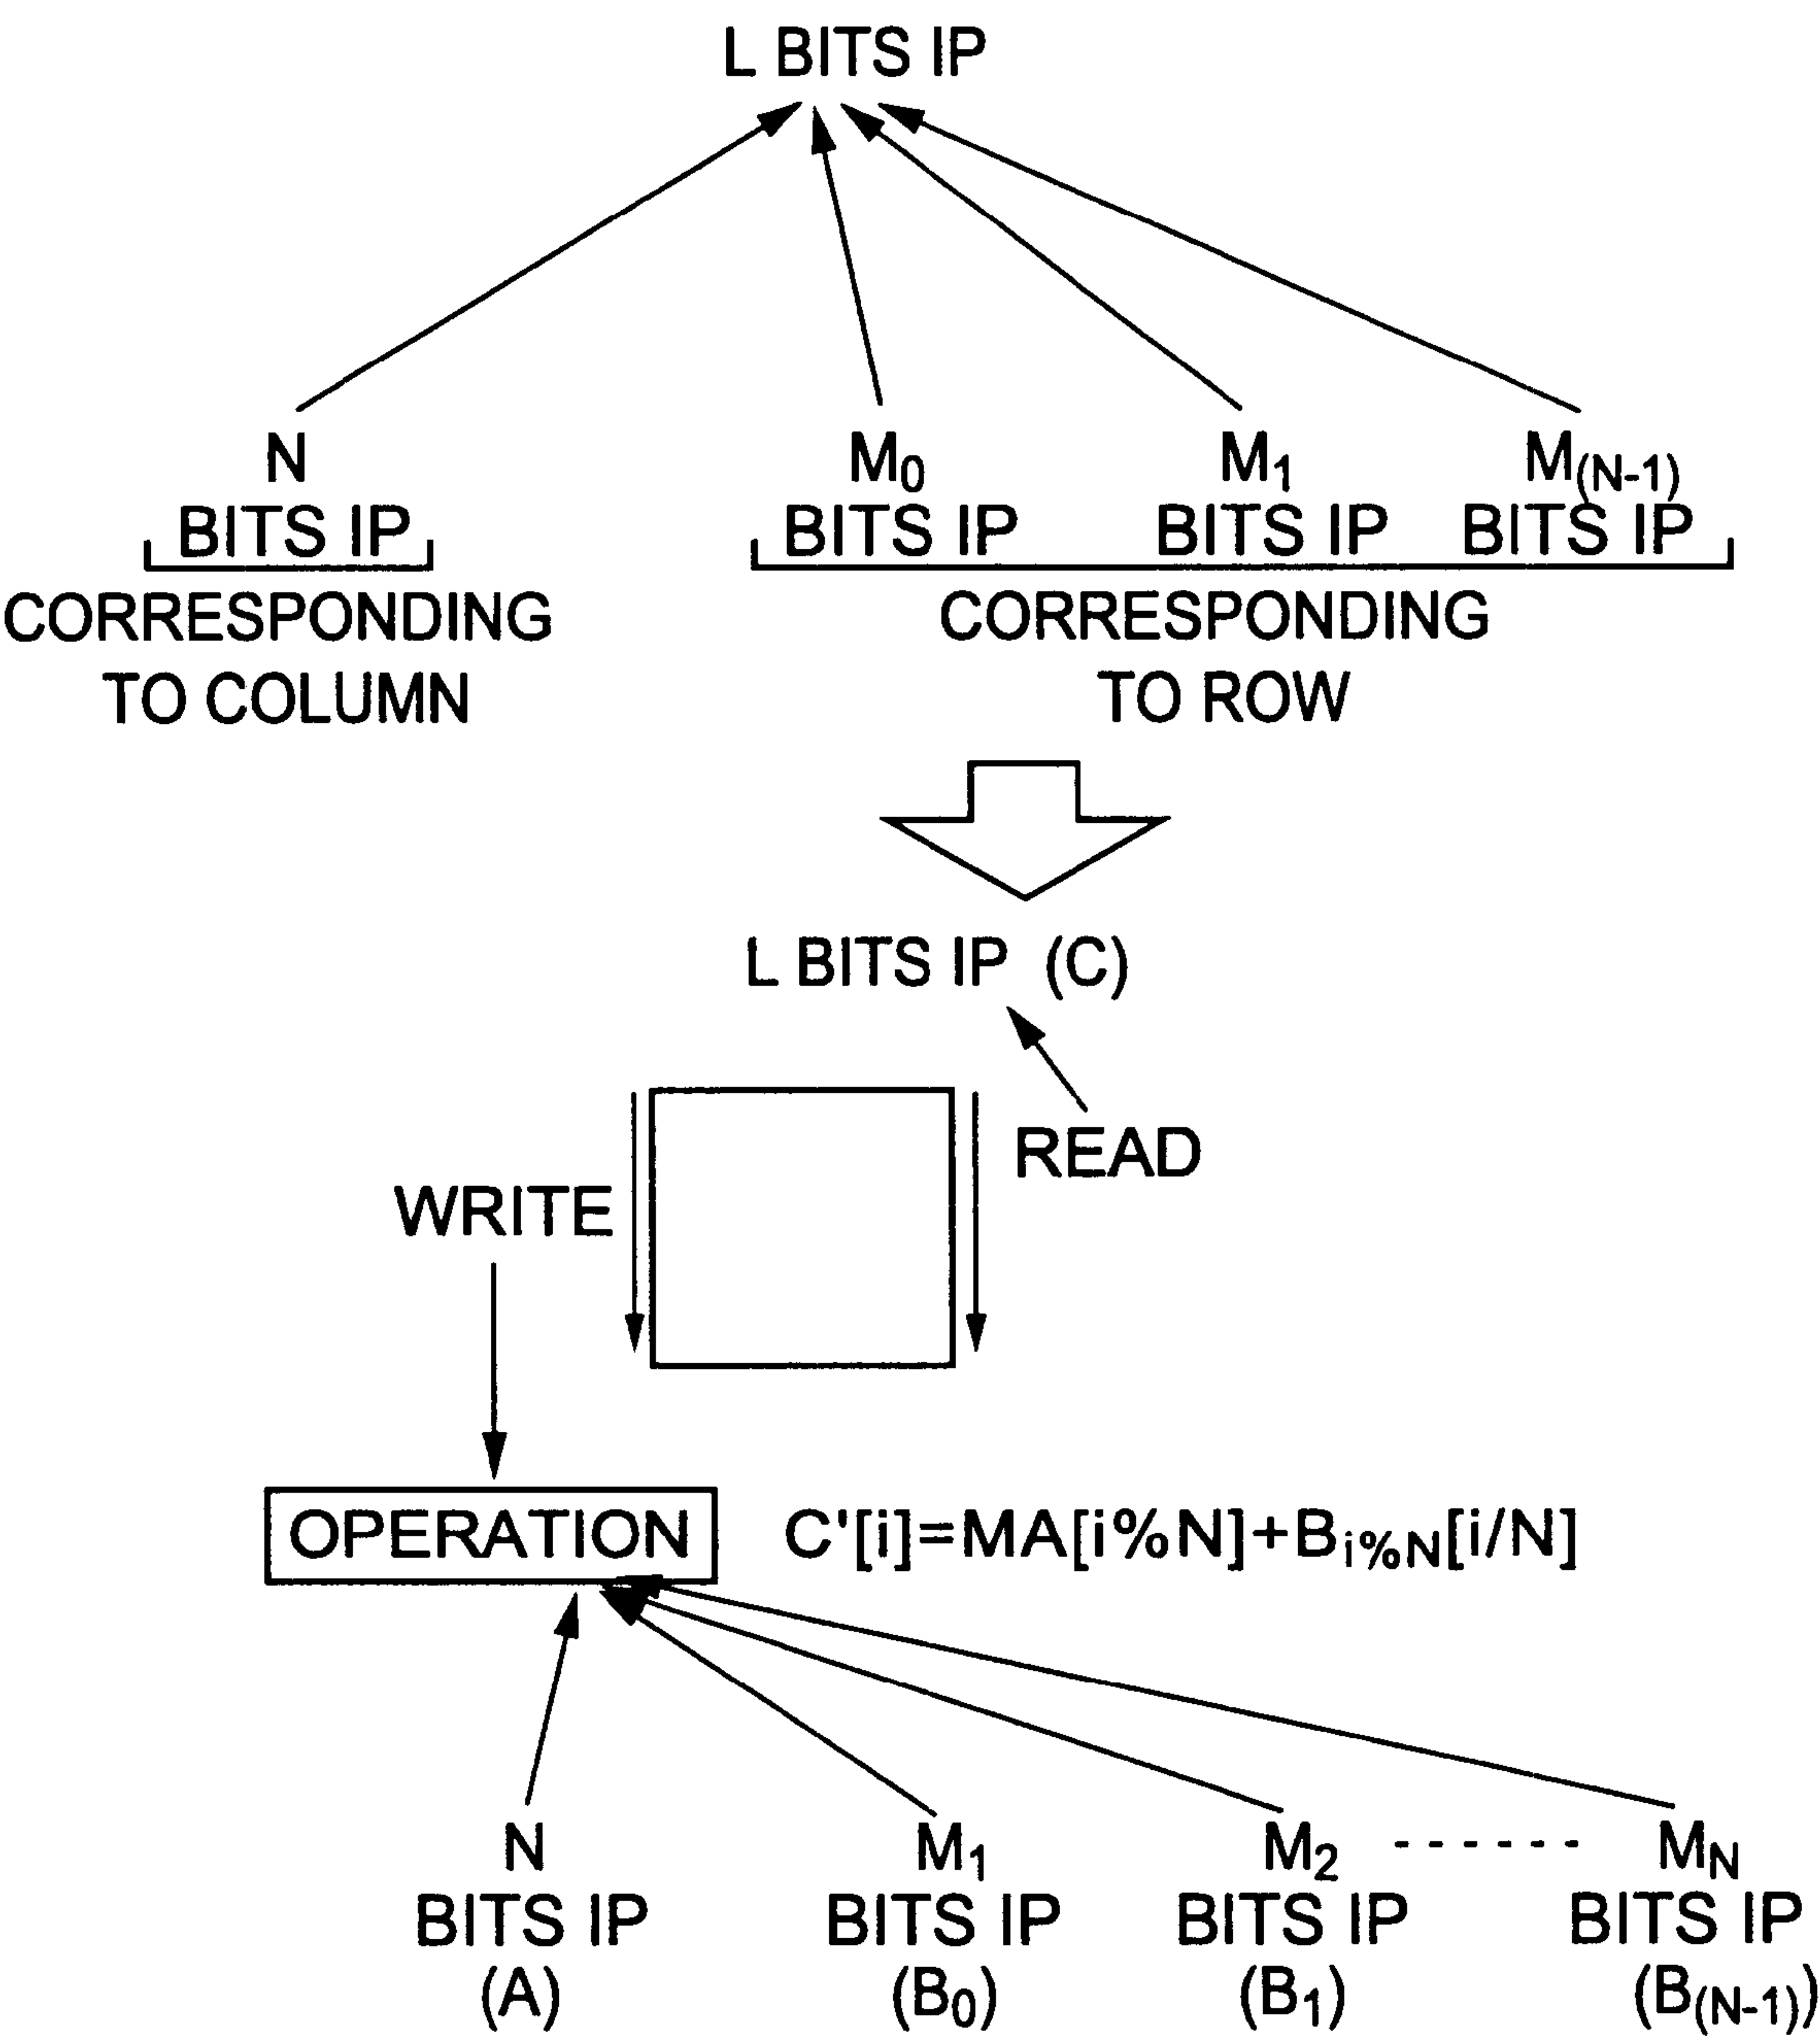 L BITS IP
N M₀ M₁ M₍N-1₎
BITS IP BITS IP BITS IP BITS IP
CORRESPONDING CORRESPONDING
TO COLUMN TO ROW
L BITS IP (C)
READ
WRITE
OPERATION C'[i]=MA[i%N]+Bi%N[i/N]
N M₁ M₂ ------ MN
BITS IP BITS IP BITS IP BITS IP
(A) (B₀) (B₁) (B₍N-1₎)